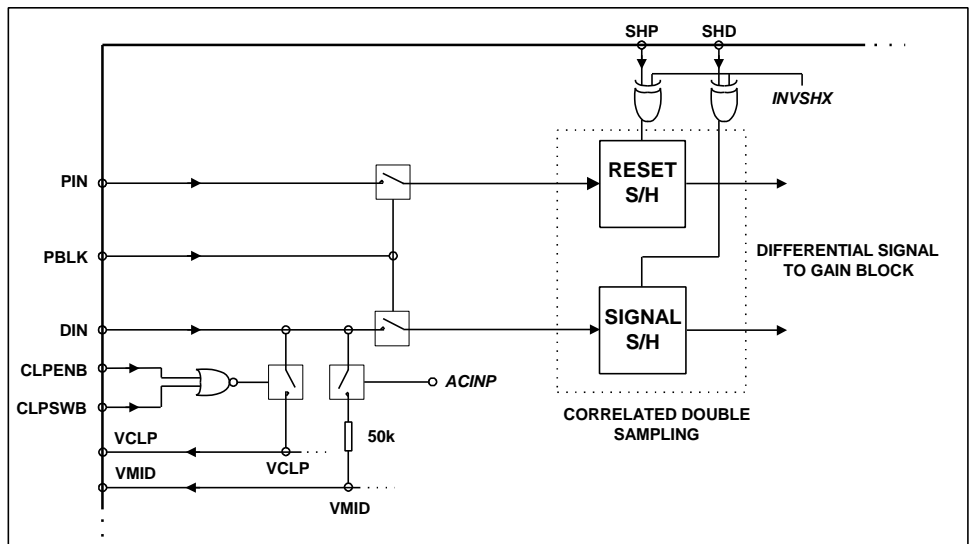 SHP
SHD
INVSHX
PIN
RESET
S/H
PBLK
DIFFERENTIAL SIGNAL
TO GAIN BLOCK
DIN
SIGNAL
S/H
CLPENB
ACINP
CLPSWB
CORRELATED DOUBLE
SAMPLING
VCLP
50k
VCLP
VMID
VMID